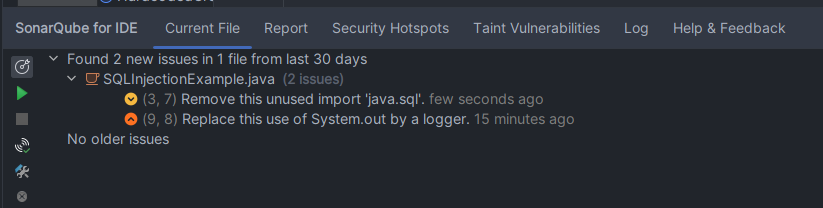 SonarQube for IDE Current File Report Security Hotspots Taint Vulnerabilities Log Help & Feedback
Found 2 new issues in 1 file from last 30 days
SQLInjectionExample.java (2 issues)
(3, 7) Remove this unused import 'java.sql'. few seconds ago
(9, 8) Replace this use of System.out by a logger. 15 minutes ago
No older issues